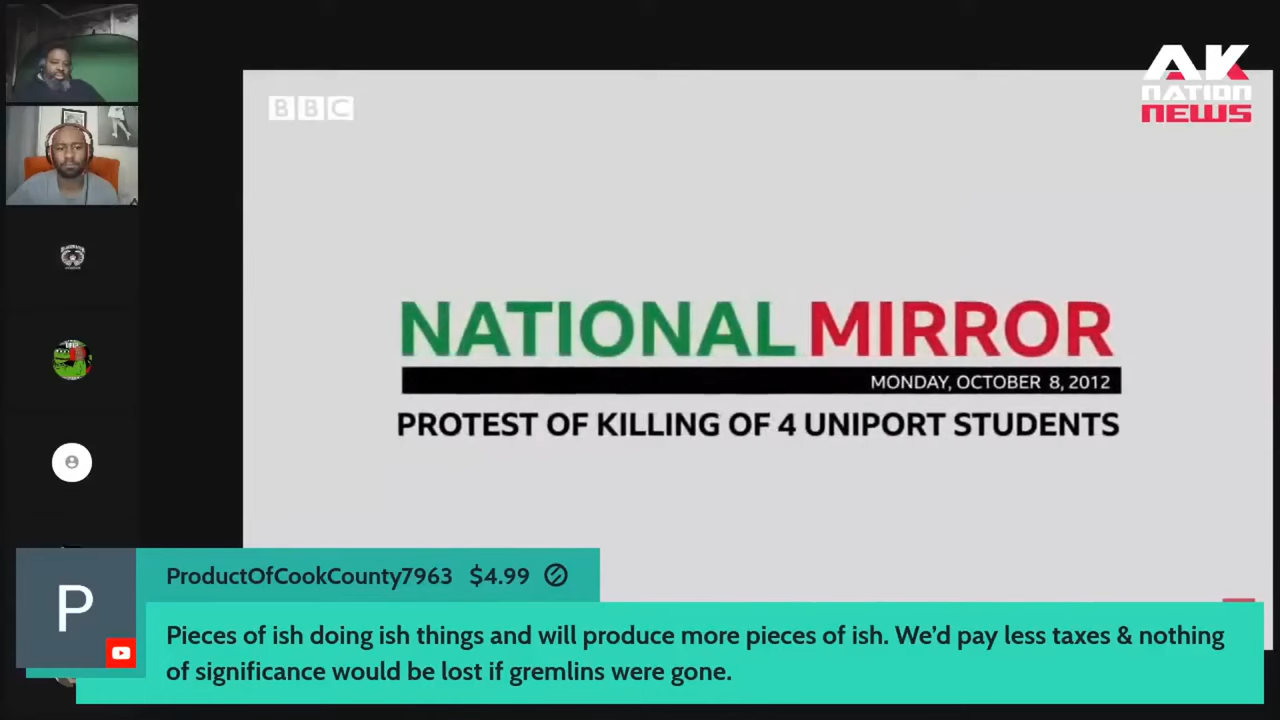 BBC
AK
NATION
NEWS
NATIONAL MIRROR
MONDAY, OCTOBER 8, 2012
PROTEST OF KILLING OF 4 UNIPORT STUDENTS
P
ProductOfCookCounty7963 $4.99
Pieces of ish doing ish things and will produce more pieces of ish. We'd pay less taxes & nothing
of significance would be lost if gremlins were gone.